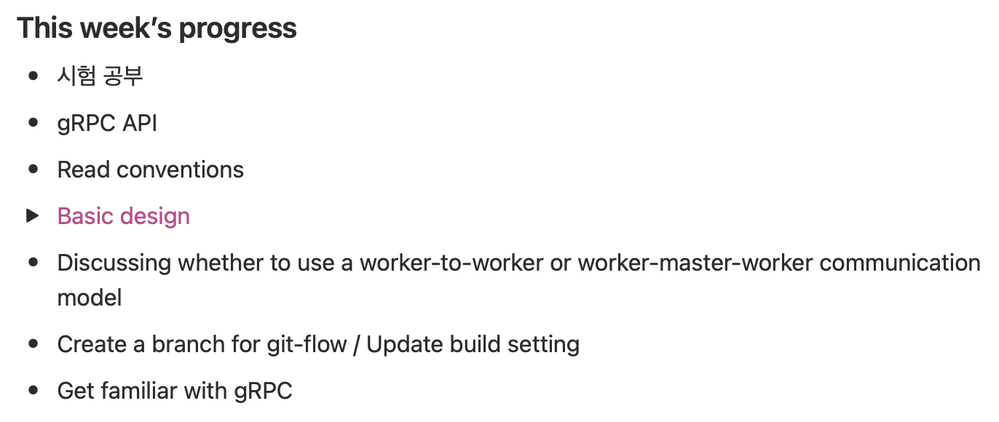 This week’s progress
시험 공부
gRPC API
Read conventions
Basic design
Discussing whether to use a worker-to-worker or worker-master-worker communication
model
Create a branch for git-flow / Update build setting
Get familiar with gRPC